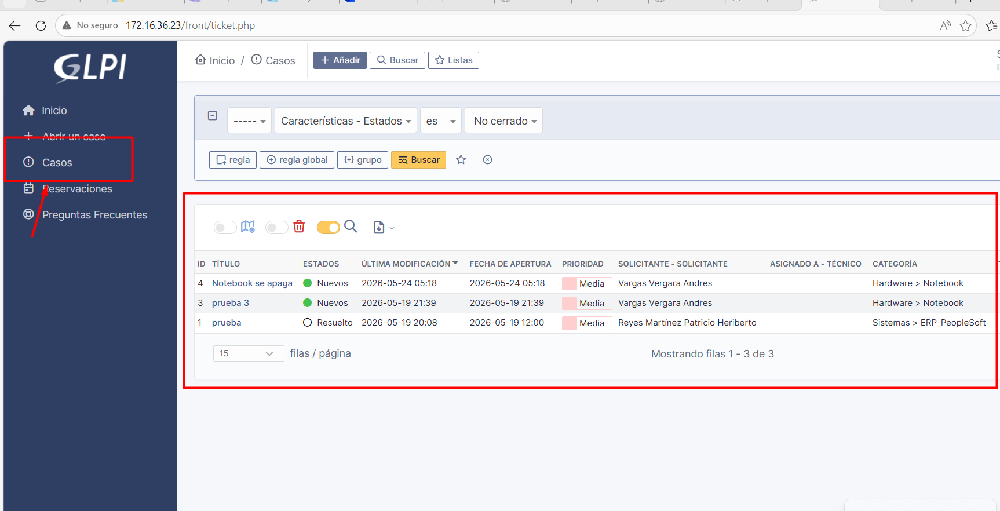 No seguro 172.16.36.23/front/ticket.php
GLPI
Inicio / Casos
Añadir
Buscar
Listas
Inicio
Abrir un caso
Casos
Reservaciones
Preguntas Frecuentes
----- Características - Estados es No cerrado
regla
regla global
grupo
Buscar
ID TÍTULO ESTADOS ÚLTIMA MODIFICACIÓN FECHA DE APERTURA PRIORIDAD SOLICITANTE - SOLICITANTE ASIGNADO A - TÉCNICO CATEGORÍA
4 Notebook se apaga Nuevos 2026-05-24 05:18 2026-05-24 05:18 Media Vargas Vergara Andres Hardware > Notebook
3 prueba 3 Nuevos 2026-05-19 21:39 2026-05-19 21:39 Media Vargas Vergara Andres Hardware > Notebook
1 prueba Resuelto 2026-05-19 20:08 2026-05-19 12:00 Media Reyes Martínez Patricio Heriberto Sistemas > ERP_PeopleSoft
15 filas / página
Mostrando filas 1 - 3 de 3